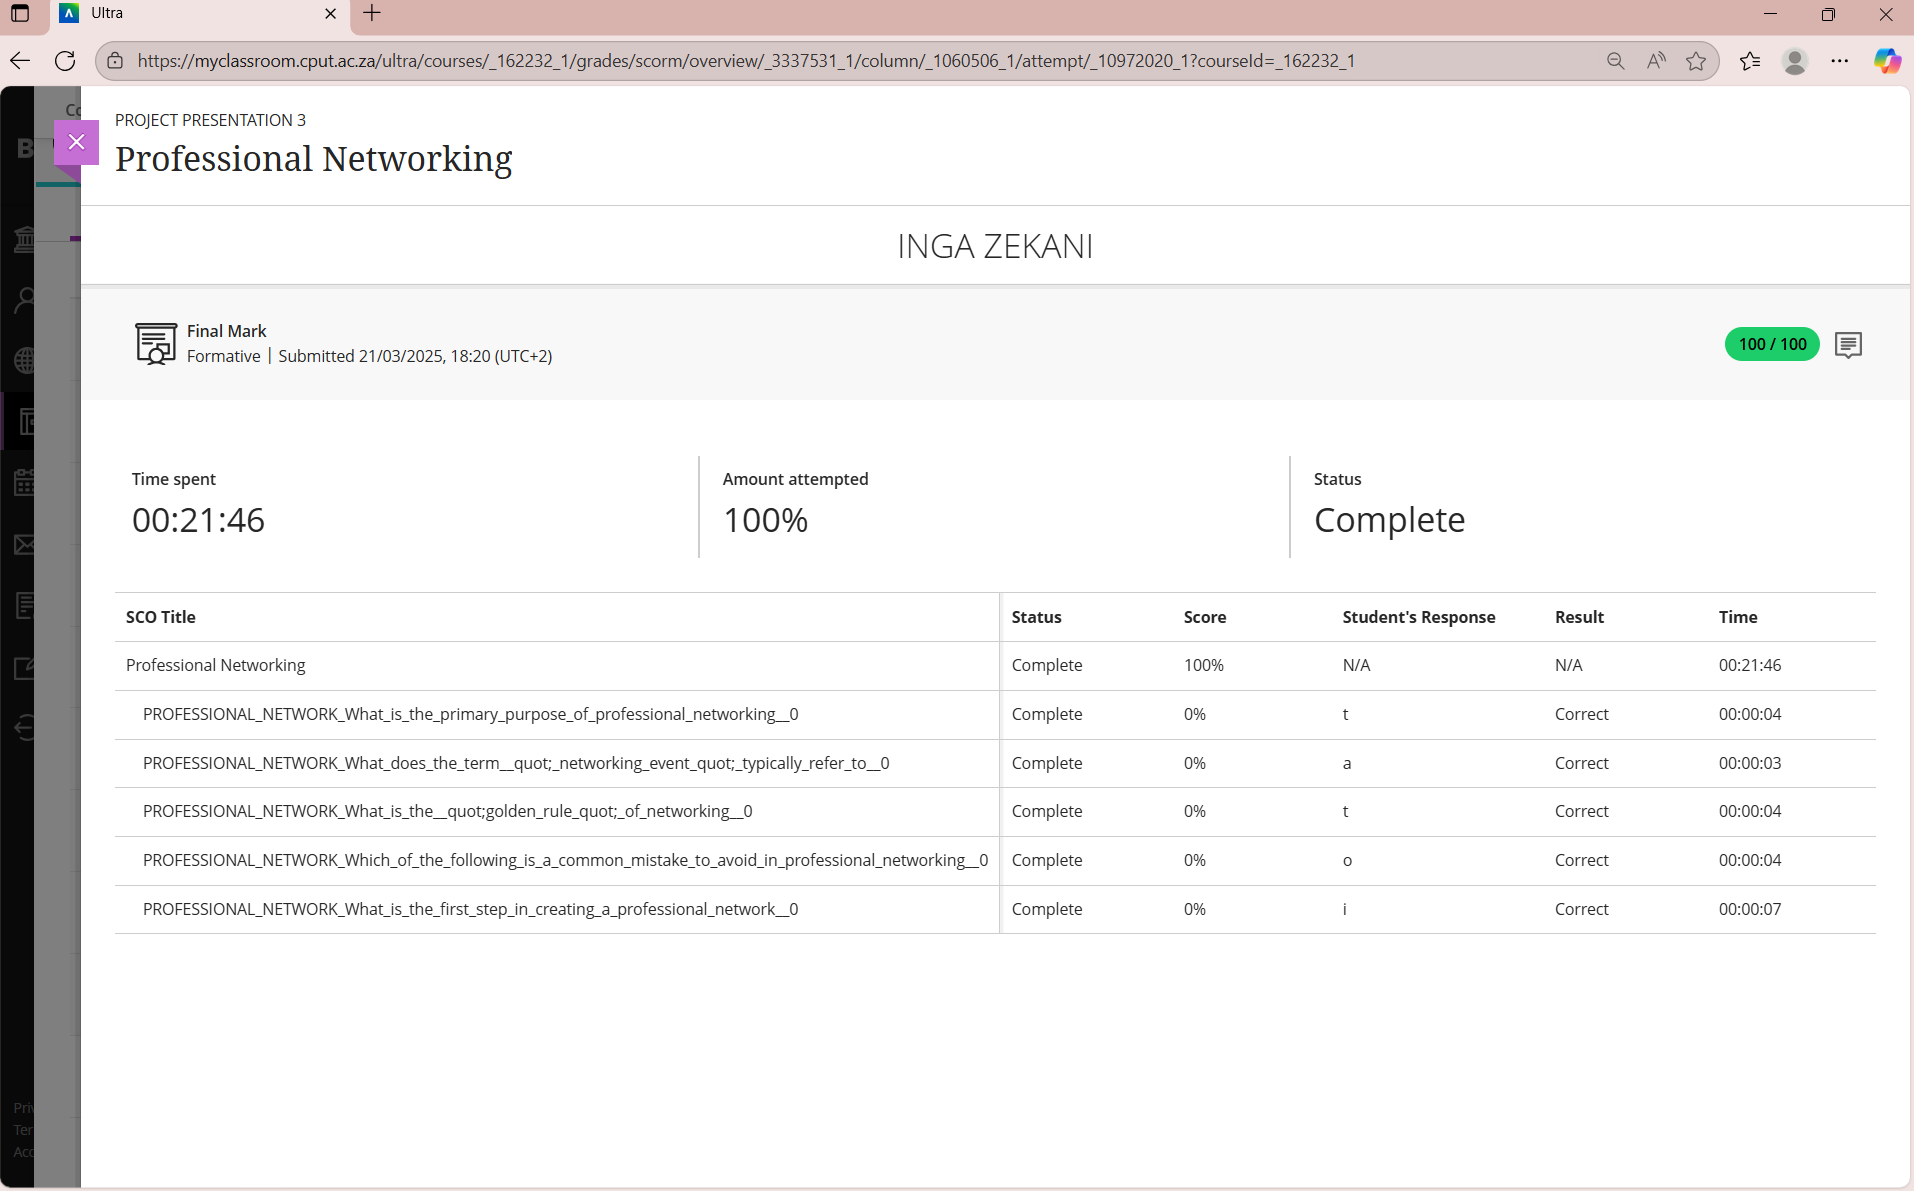 Ultra
https://myclassroom.cput.ac.za/ultra/courses/_162232_1/grades/scorm/overview/_3337531_1/column/_1060506_1/attempt/_10972020_1?courseId=_162232_1
PROJECT PRESENTATION 3
Professional Networking
INGA ZEKANI
Final Mark
Formative | Submitted 21/03/2025, 18:20 (UTC+2)
100 / 100
Time spent
00:21:46
Amount attempted
100%
Status
Complete
SCO Title Status Score Student's Response Result Time
Professional Networking Complete 100% N/A N/A 00:21:46
PROFESSIONAL_NETWORK_What_is_the_primary_purpose_of_professional_networking__0 Complete 0% t Correct 00:00:04
PROFESSIONAL_NETWORK_What_does_the_term__quot;_networking_event_quot;_typically_refer_to__0 Complete 0% a Correct 00:00:03
PROFESSIONAL_NETWORK_What_is_the__quot;golden_rule_quot;_of_networking__0 Complete 0% t Correct 00:00:04
PROFESSIONAL_NETWORK_Which_of_the_following_is_a_common_mistake_to_avoid_in_professional_networking__0 Complete 0% o Correct 00:00:04
PROFESSIONAL_NETWORK_What_is_the_first_step_in_creating_a_professional_network__0 Complete 0% i Correct 00:00:07